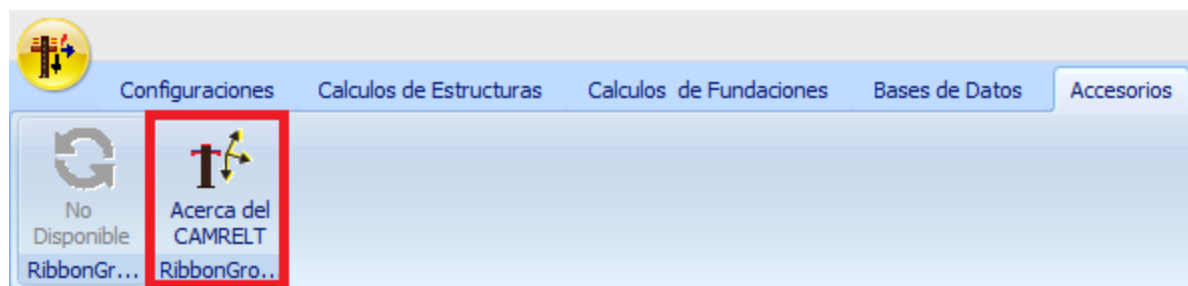 Configuraciones Calculos de Estructuras Calculos de Fundaciones Bases de Datos Accesorios
No
Disponible
RibbonGr...
Acerca del
CAMRELT
RibbonGro..